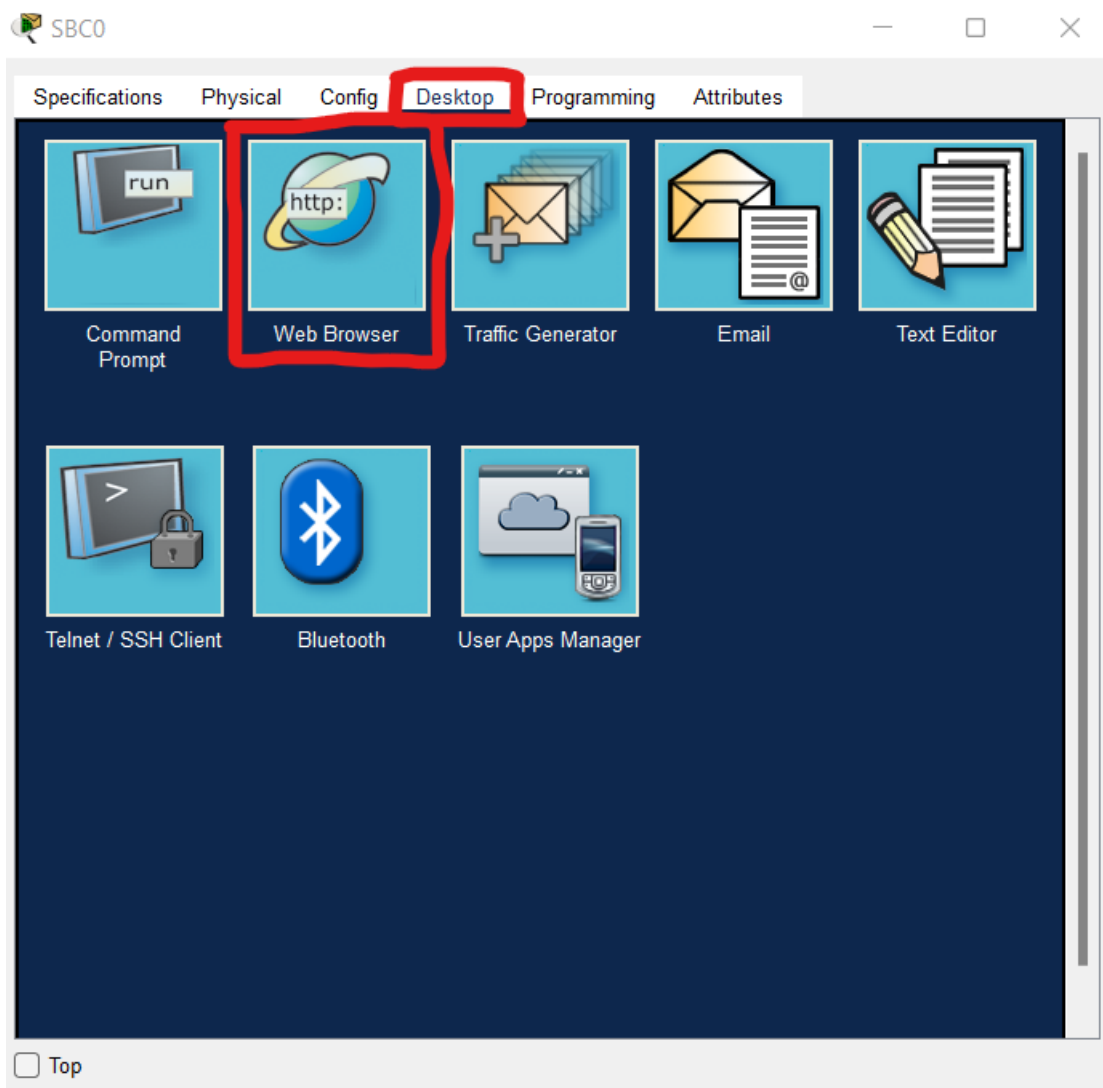 SBC0
Specifications Physical Config Desktop Programming Attributes
run
http:
@
Command
Prompt
Web Browser
Traffic Generator
Email
Text Editor
>
Telnet / SSH Client
Bluetooth
User Apps Manager
Top